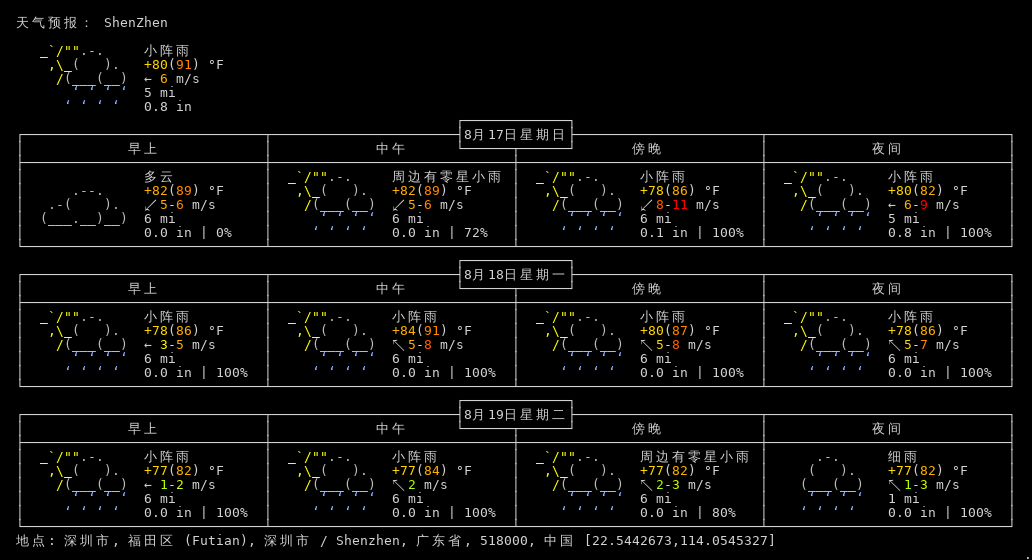 天气预报： ShenZhen
小阵雨
+80(91) °F
← 6 m/s
5 mi
0.8 in
8月17日星期日
早上 中午 傍晚 夜间
多云 周边有零星小雨 小阵雨 小阵雨
+82(89) °F +82(89) °F +78(86) °F +80(82) °F
↙ 5-6 m/s ↙ 5-6 m/s ↙ 8-11 m/s ← 6-9 m/s
6 mi 6 mi 6 mi 5 mi
0.0 in | 0% 0.0 in | 72% 0.1 in | 100% 0.8 in | 100%
8月18日星期一
早上 中午 傍晚 夜间
小阵雨 小阵雨 小阵雨 小阵雨
+78(86) °F +84(91) °F +80(87) °F +78(86) °F
← 3-5 m/s ↖ 5-8 m/s ↖ 5-8 m/s ↖ 5-7 m/s
6 mi 6 mi 6 mi 6 mi
0.0 in | 100% 0.0 in | 100% 0.0 in | 100% 0.0 in | 100%
8月19日星期二
早上 中午 傍晚 夜间
小阵雨 小阵雨 周边有零星小雨 细雨
+77(82) °F +77(84) °F +77(82) °F +77(82) °F
↖ 1-2 m/s ↖ 2 m/s ↖ 2-3 m/s ↖ 1-3 m/s
6 mi 6 mi 6 mi 1 mi
0.0 in | 100% 0.0 in | 100% 0.0 in | 80% 0.0 in | 100%
地点: 深圳市, 福田区 (Futian), 深圳市 / Shenzhen, 广东省, 518000, 中国 [22.5442673,114.0545327]